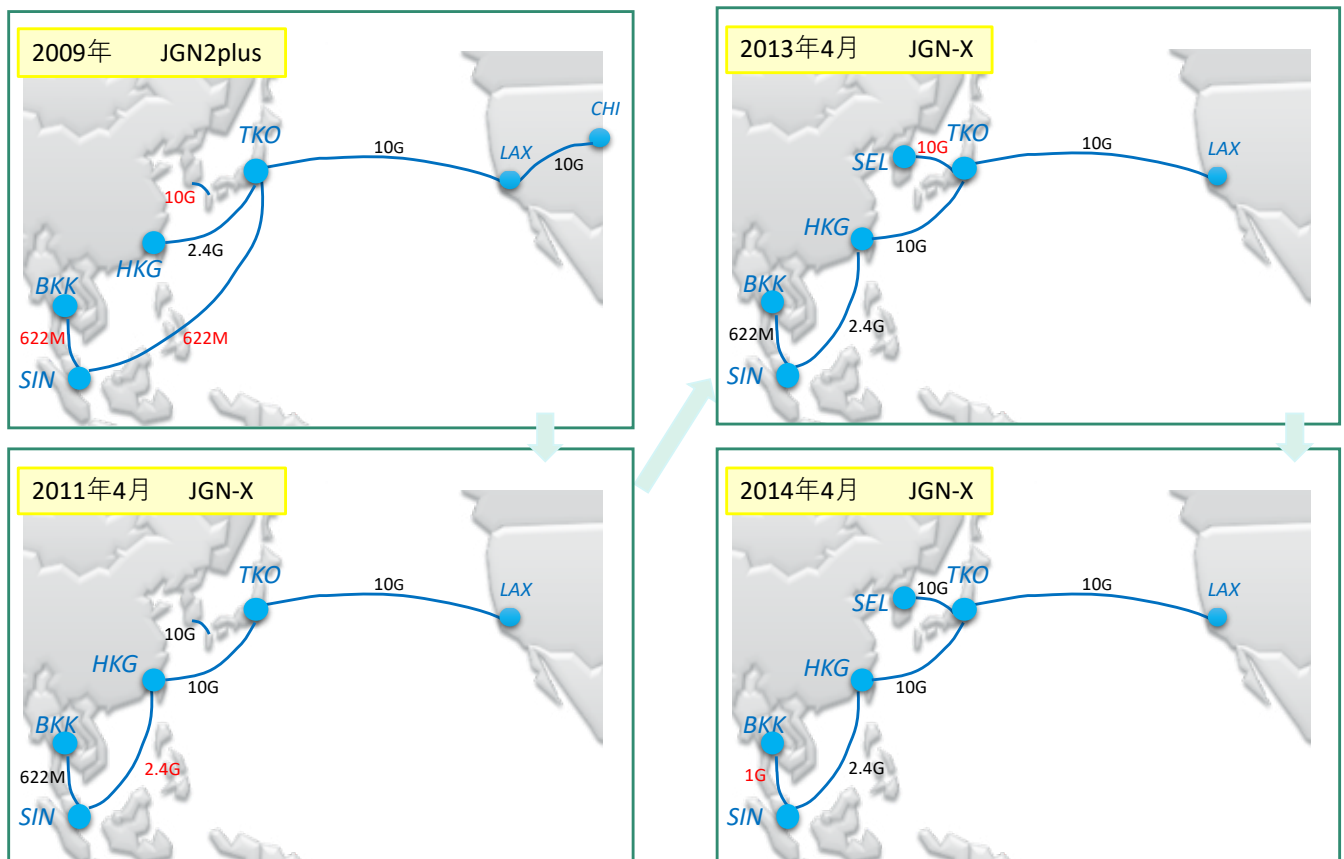 2009年 JGN2plus
CHI
TKO
10G
LAX
10G
10G
2.4G
HKG
BKK
622M
622M
SIN
2011年4月 JGN-X
TKO
10G
LAX
10G
HKG
10G
BKK
2.4G
622M
SIN
2013年4月 JGN-X
TKO
10G
10G
LAX
SEL
HKG
10G
BKK
622M
2.4G
SIN
2014年4月 JGN-X
TKO
10G
10G
LAX
SEL
HKG
10G
BKK
1G
2.4G
SIN